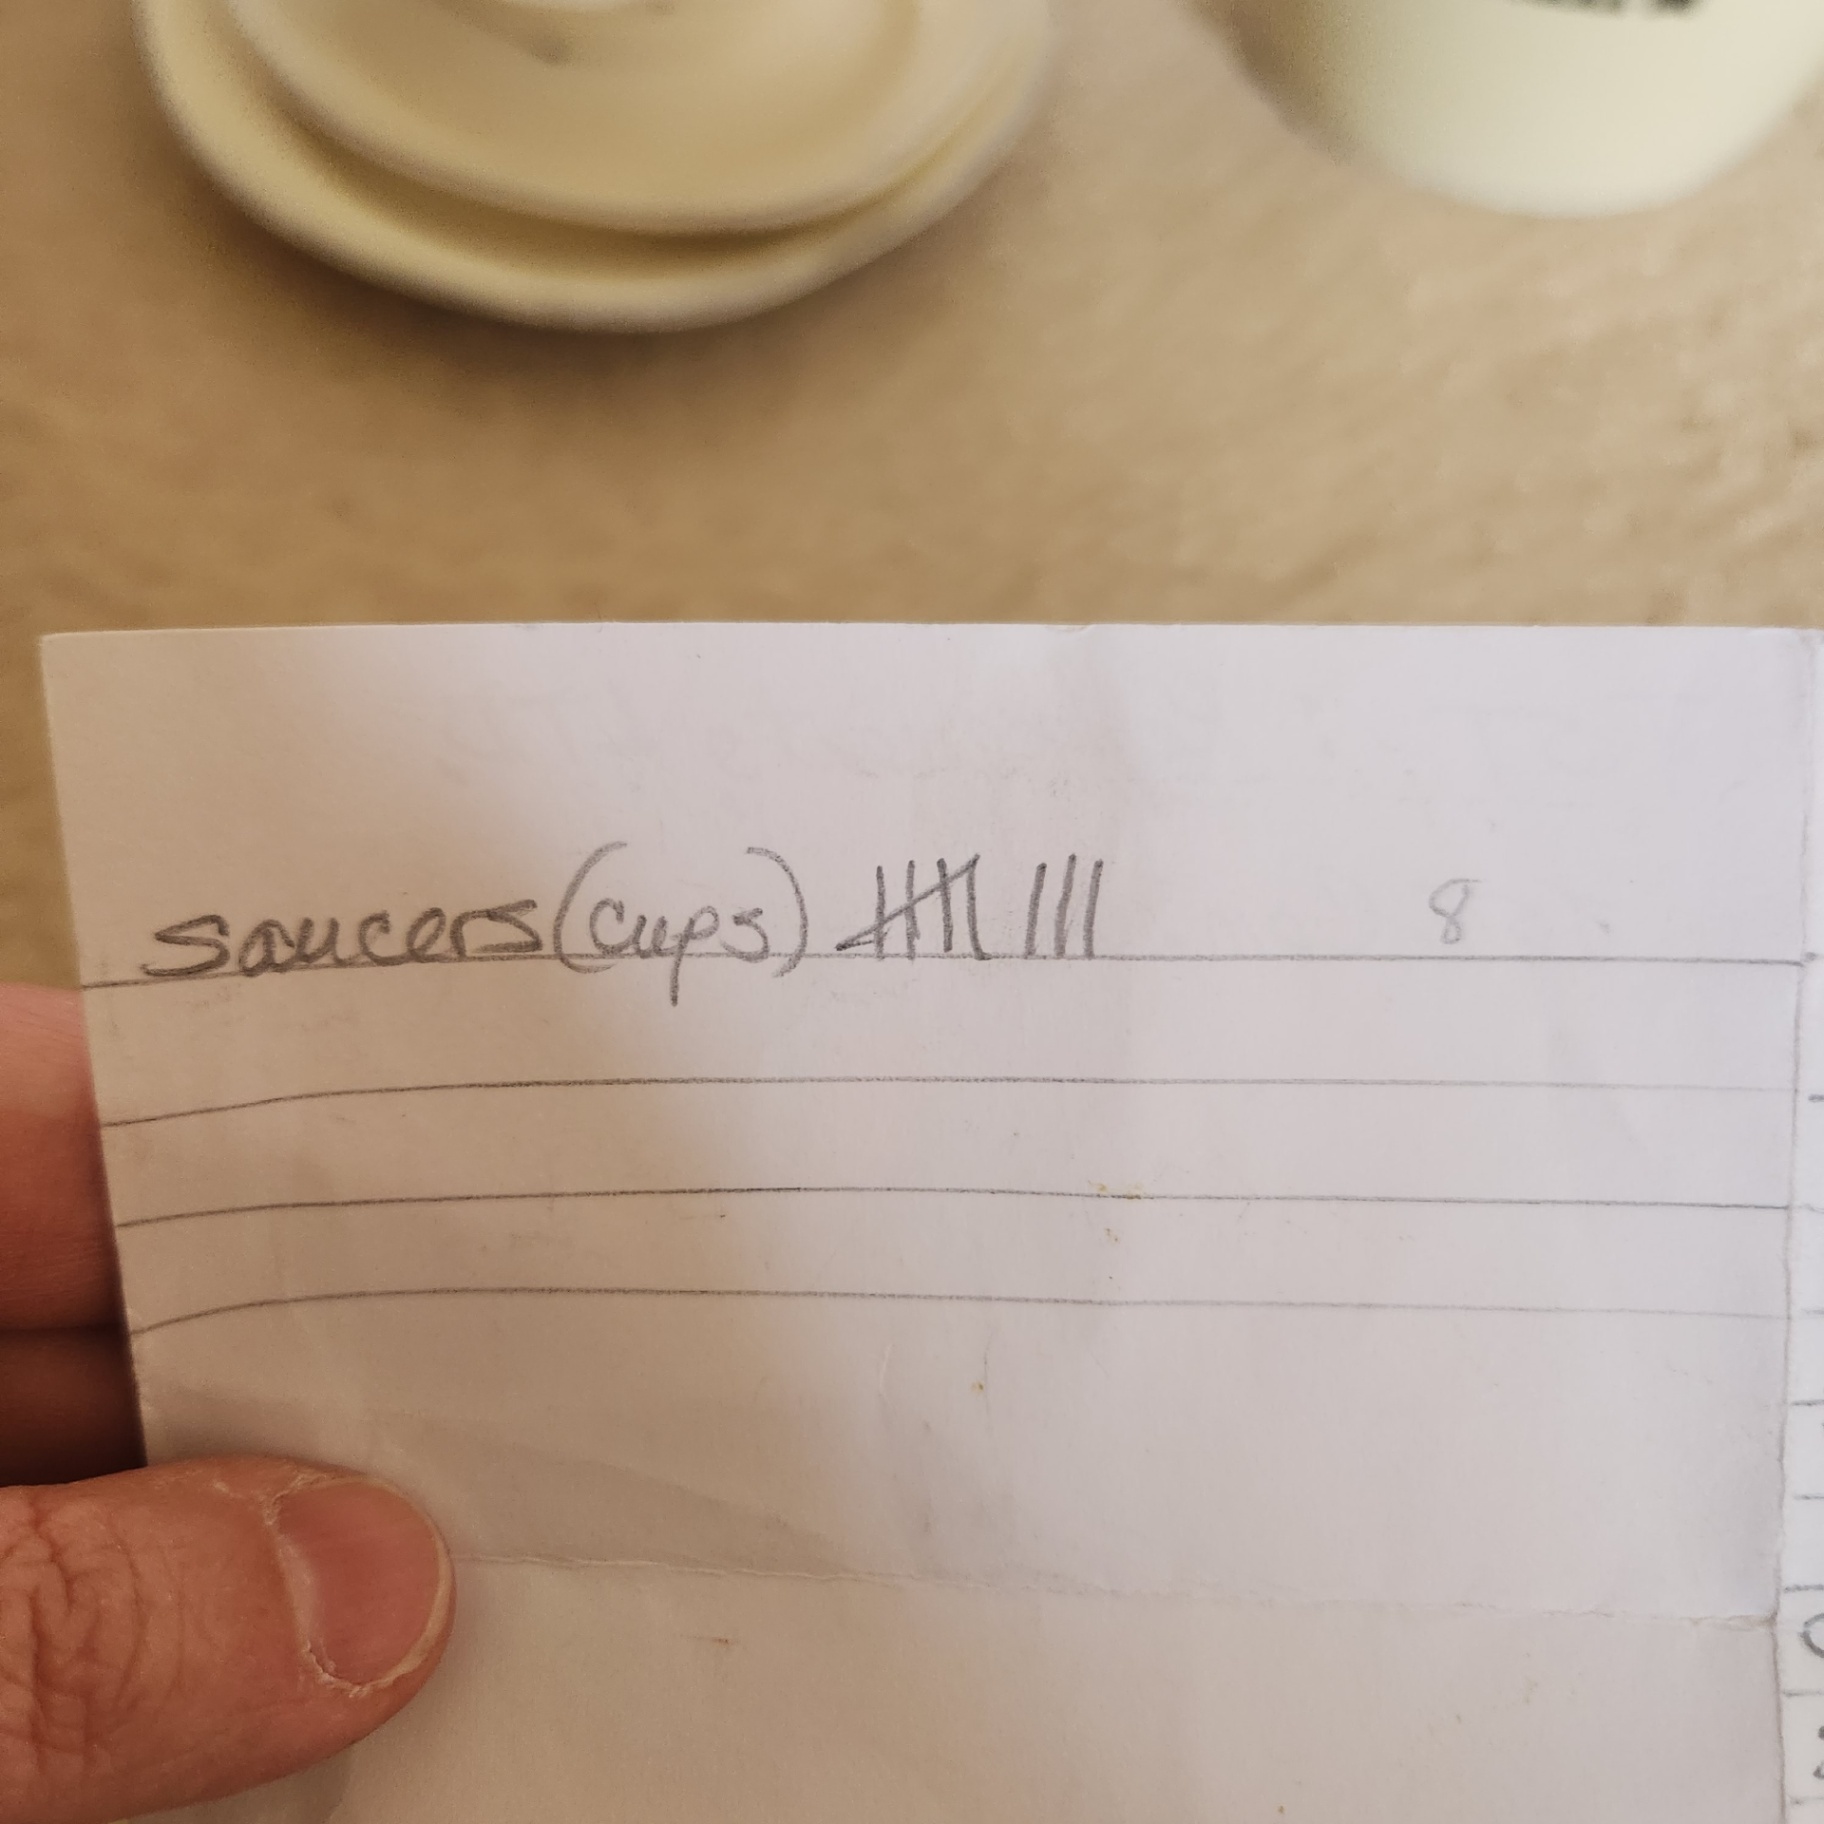 saucers (cups) 𝍸 ||| 8